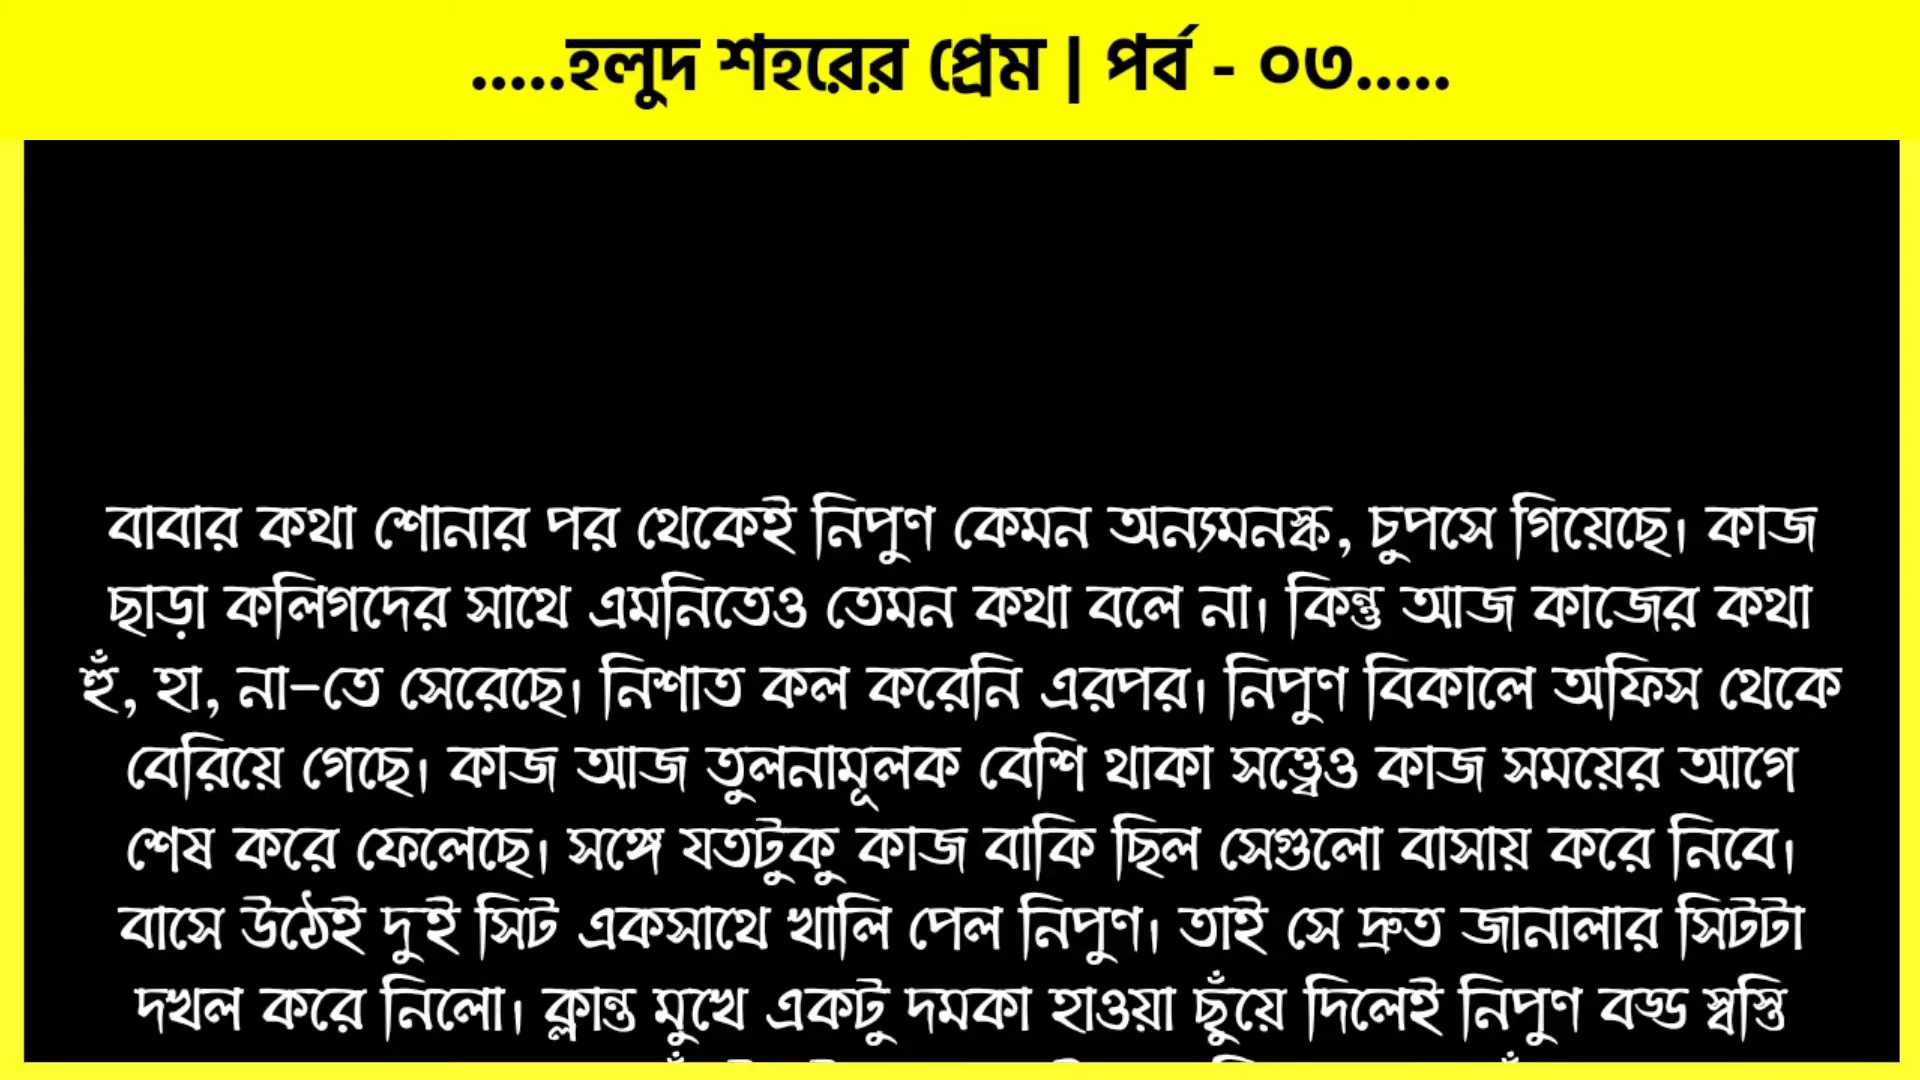 .....হলুদ শহরের প্রেম | পর্ব - ০৩.....
বাবার কথা শোনার পর থেকেই নিপুণ কেমন অন্যমনস্ক, চুপসে গিয়েছে। কাজ
ছাড়া কলিগদের সাথে এমনিতেও তেমন কথা বলে না। কিন্তু আজ কাজের কথা
হুঁ, হা, না-তে সেরেছে। নিশাত কল করেনি এরপর। নিপুণ বিকালে অফিস থেকে
বেরিয়ে গেছে। কাজ আজ তুলনামূলক বেশি থাকা সত্ত্বেও কাজ সময়ের আগে
শেষ করে ফেলেছে। সঙ্গে যতটুকু কাজ বাকি ছিল সেগুলো বাসায় করে নিবে।
বাসে উঠেই দুই সিট একসাথে খালি পেল নিপুণ। তাই সে দ্রুত জানালার সিটটা
দখল করে নিলো। ক্লান্ত মুখে একটু দমকা হাওয়া ছুঁয়ে দিলেই নিপুণ বড্ড স্বস্তি